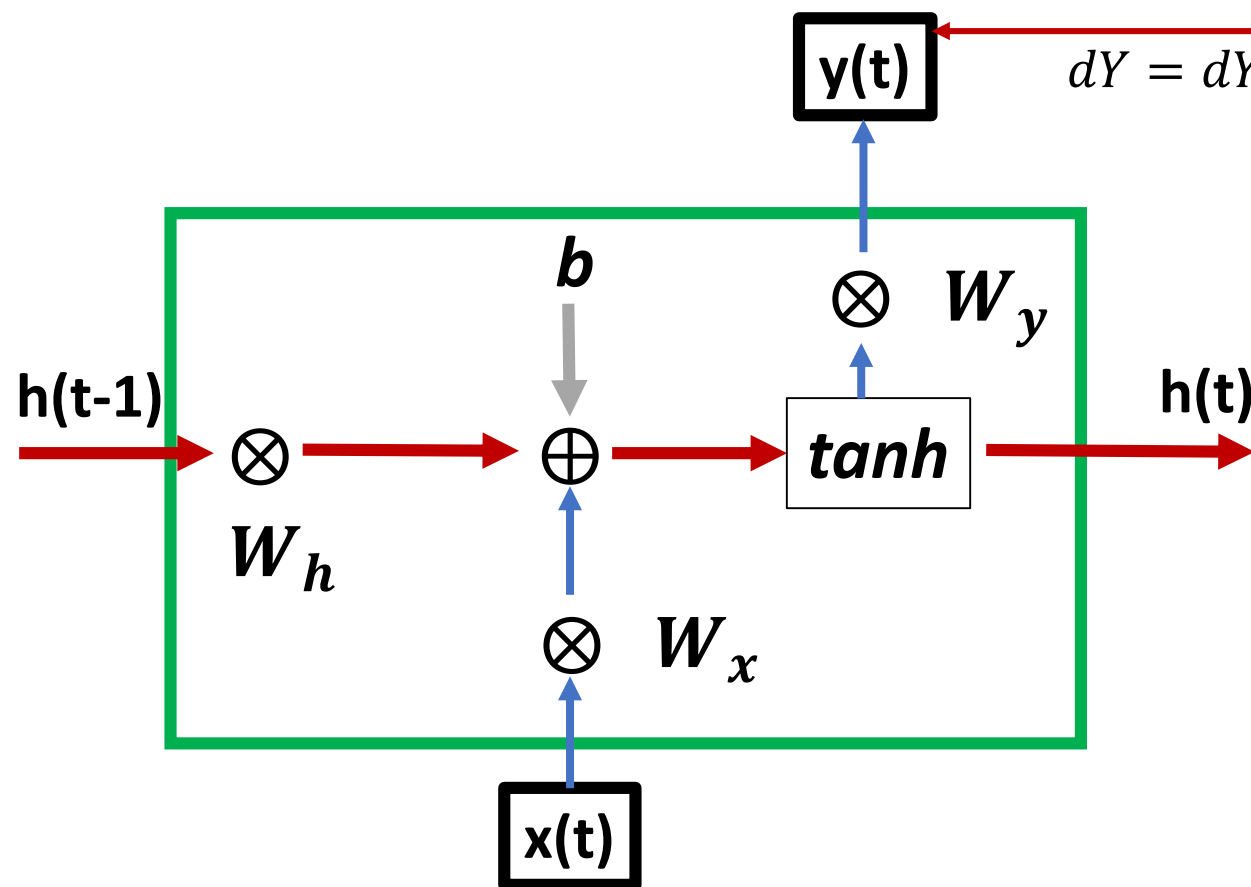 y(t)
dY = dY
b
W_y
h(t-1)
h(t)
tanh
W_h
W_x
x(t)